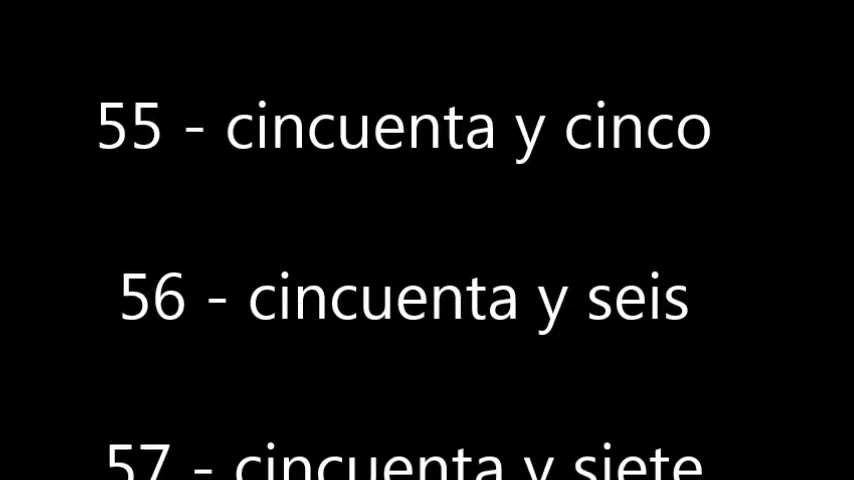 55 - cincuenta y cinco
56 - cincuenta y seis
57 - cincuenta y siete